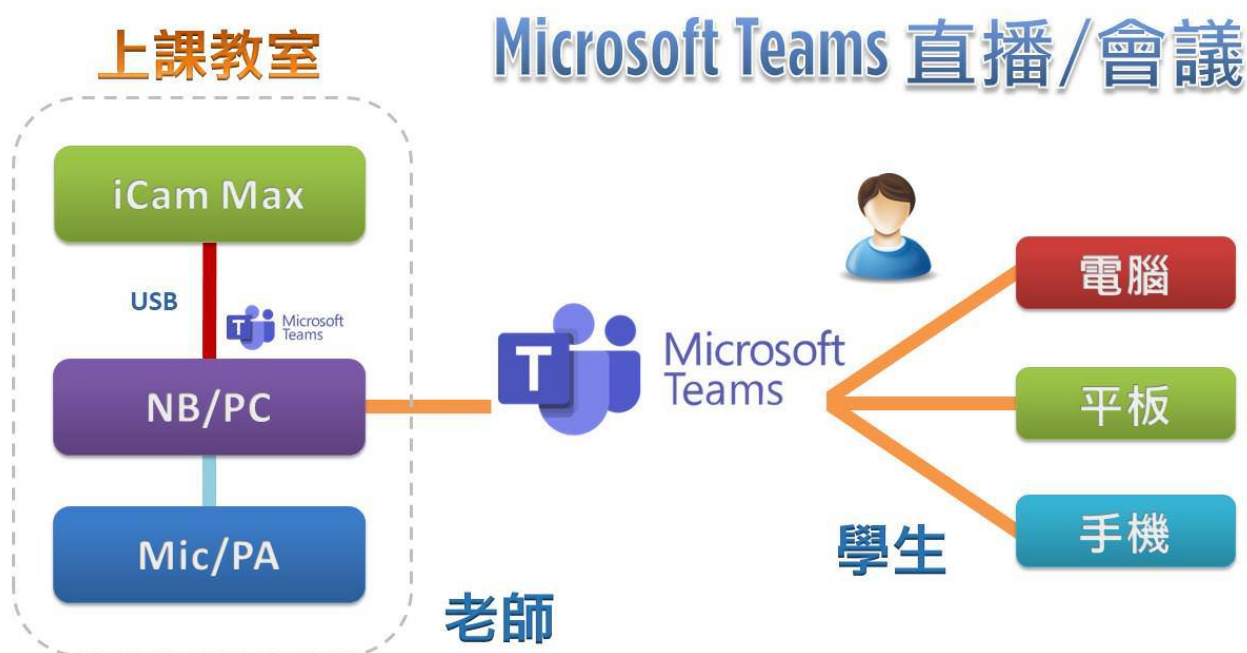 上課教室
Microsoft Teams 直播/會議
iCam Max
USB
Microsoft
Teams
NB/PC
Mic/PA
老師
T
Microsoft
Teams
學生
電腦
平板
手機